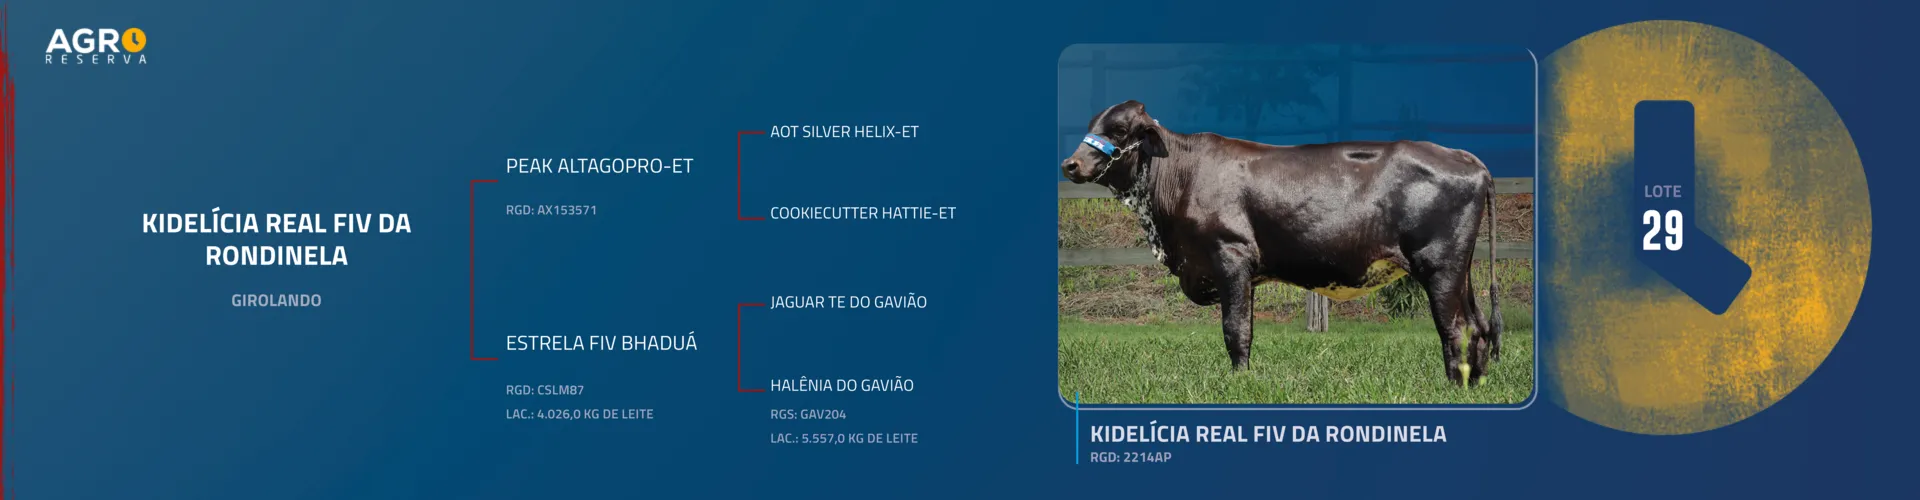 AGRO
RESERVA
KIDELÍCIA REAL FIV DA
RONDINELA
GIROLANDO
PEAK ALTAGOPRO-ET
RGD: AX153571
ESTRELA FIV BHADUÁ
RGD: CSLM87
LAC.: 4.026,0 KG DE LEITE
AOT SILVER HELIX-ET
COOKIECUTTER HATTIE-ET
JAGUAR TE DO GAVIÃO
HALÊNIA DO GAVIÃO
RGS: GAV204
LAC.: 5.557,0 KG DE LEITE
KIDELÍCIA REAL FIV DA RONDINELA
RGD: 2214AP
LOTE
29